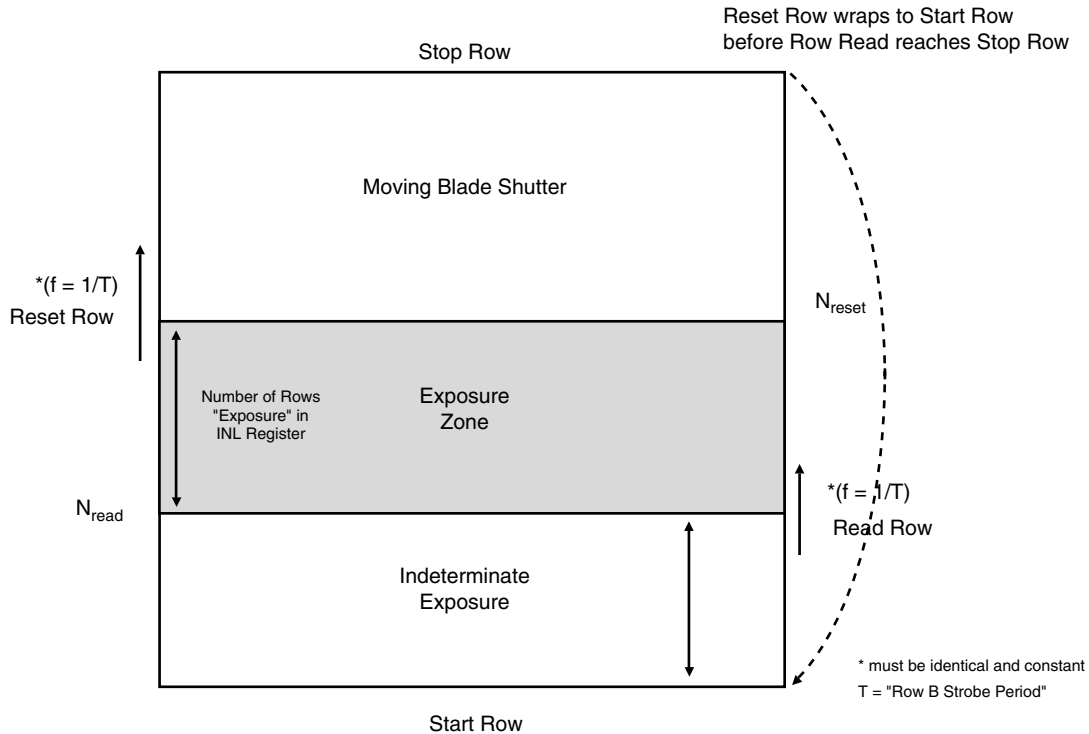 Reset Row wraps to Start Row
before Row Read reaches Stop Row
Stop Row
Moving Blade Shutter
*(f = 1/T)
Reset Row
N_reset
Number of Rows
"Exposure" in
INL Register
Exposure
Zone
N_read
*(f = 1/T)
Read Row
Indeterminate
Exposure
* must be identical and constant
T = "Row B Strobe Period"
Start Row